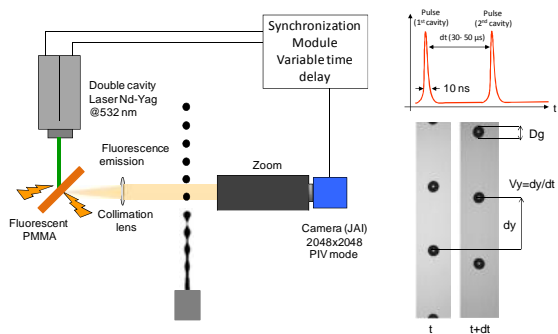 Synchronization
Module
Variable time
delay
Double cavity
Laser Nd-Yag
@532 nm
Fluorescence
emission
Zoom
Fluorescent
PMMA
Collimation
lens
Camera (JAI)
2048x2048
PIV mode
Pulse
(1st cavity)
Pulse
(2nd cavity)
dt (30- 50 µs)
10 ns
t
Dg
Vy=dy/dt
dy
t
t+dt